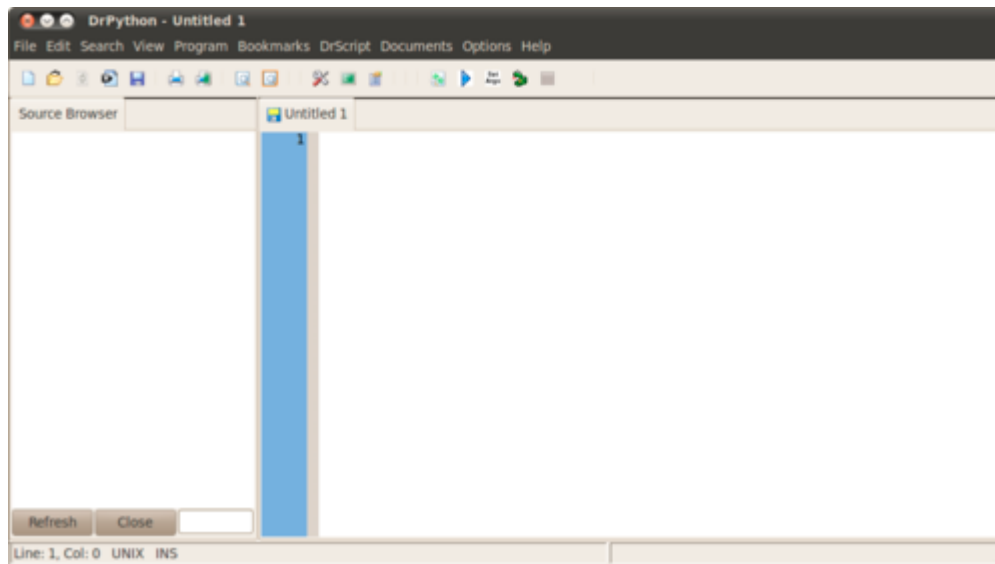 DrPython - Untitled 1
File Edit Search View Program Bookmarks DrScript Documents Options Help
Source Browser
Untitled 1
1
Refresh Close
Line: 1, Col: 0 UNIX INS